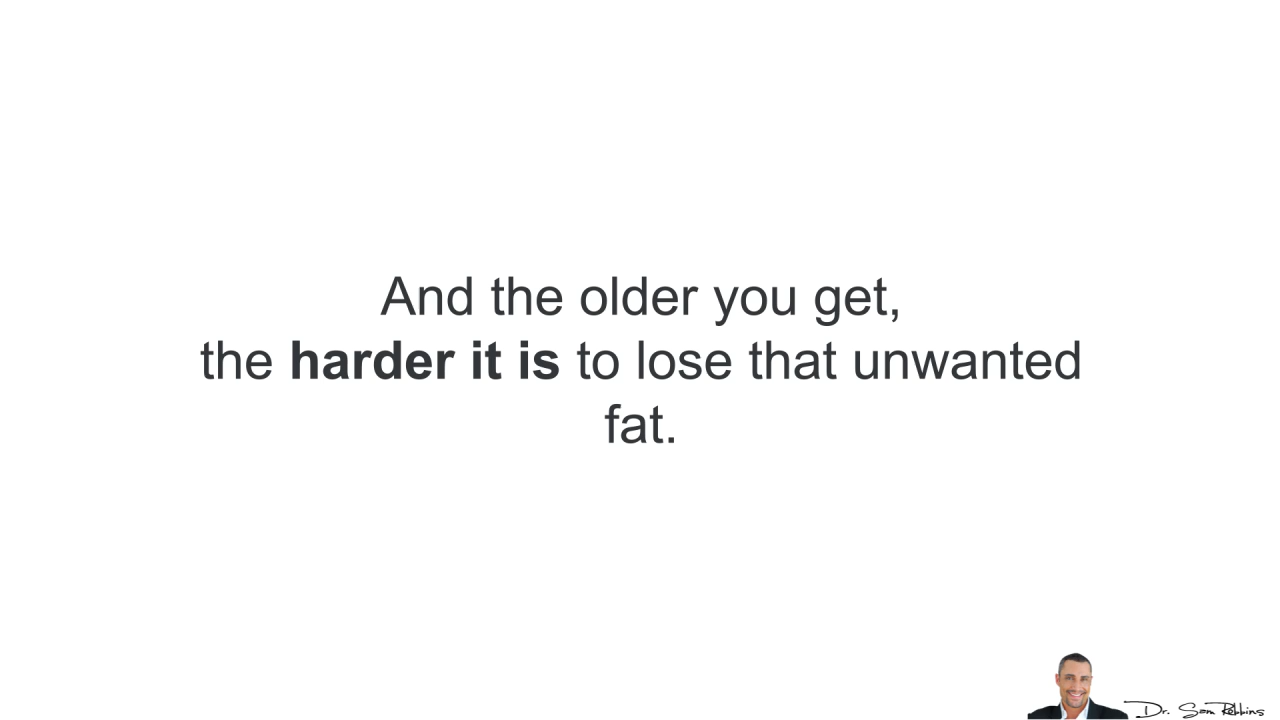 And the older you get,
the harder it is to lose that unwanted
fat.
Dr. Sam Robbins